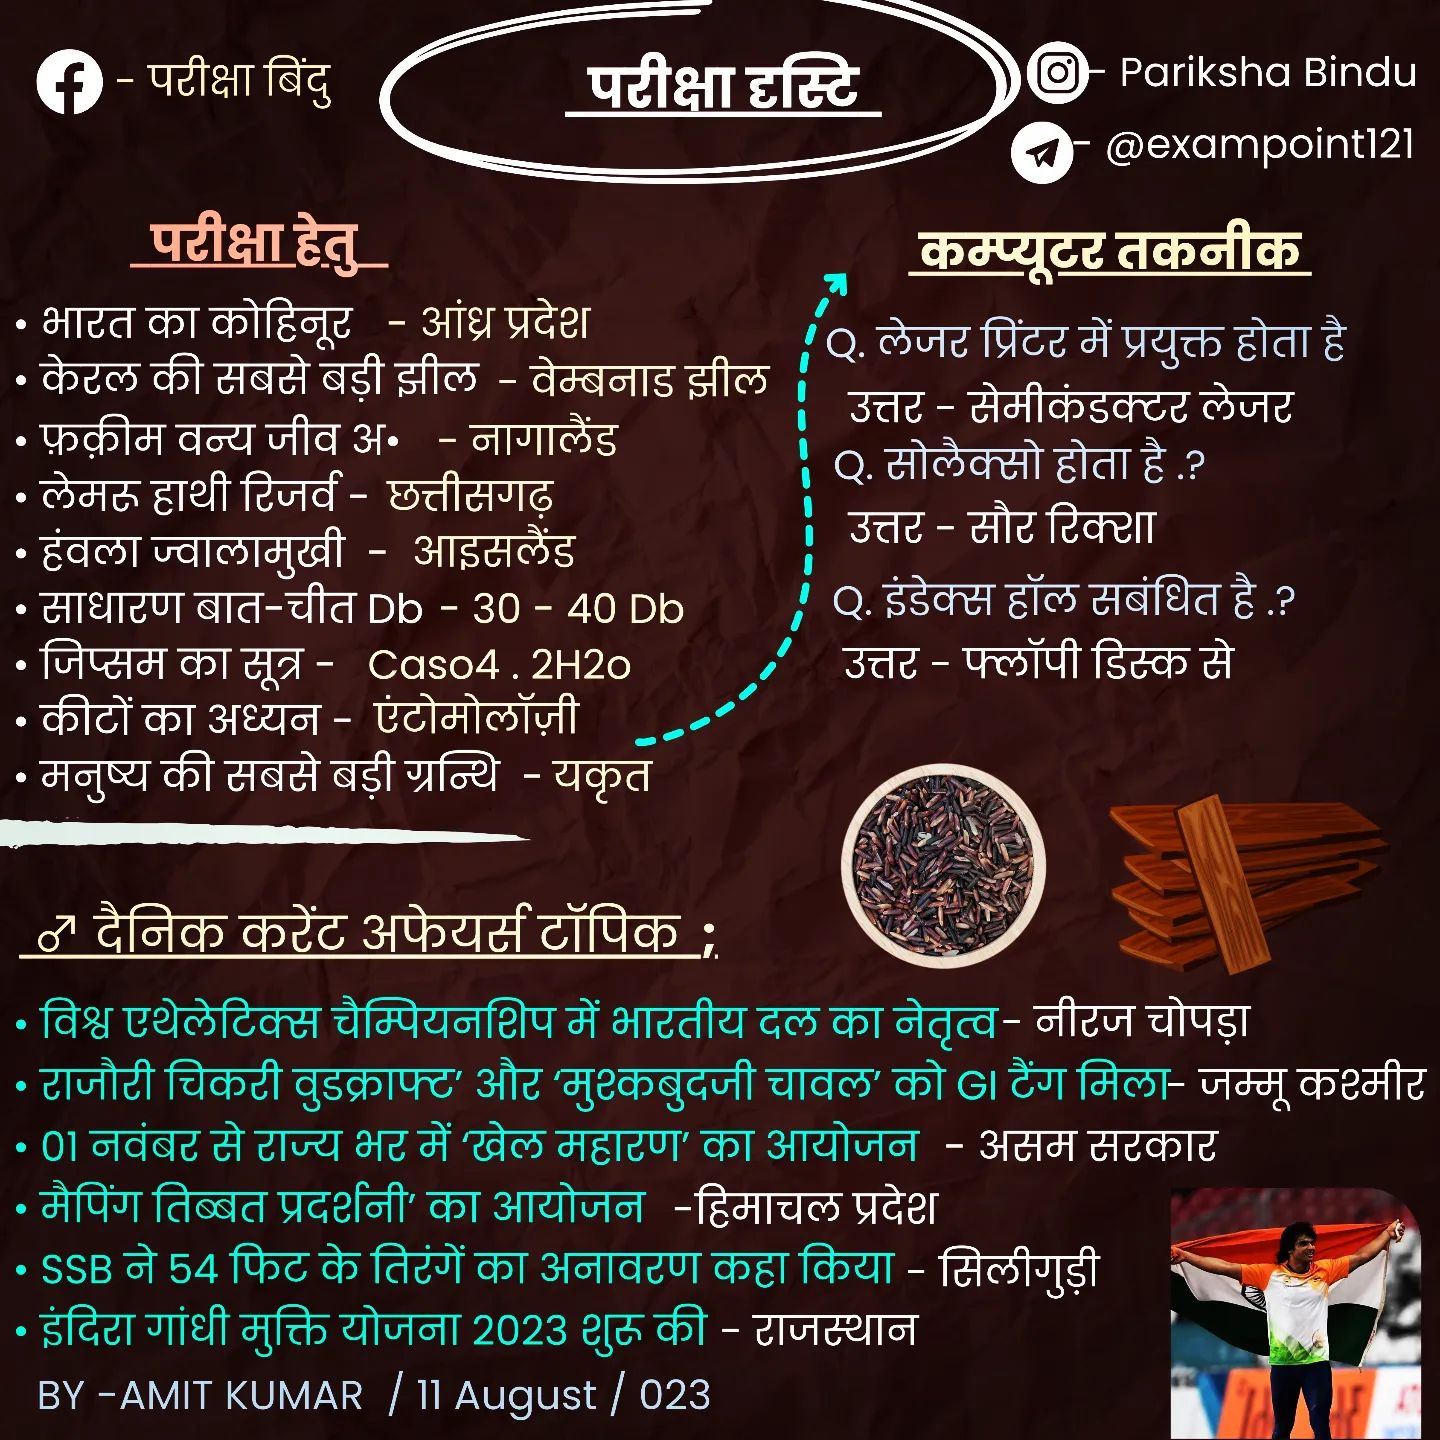 - परीक्षा बिंदु
परीक्षा दृस्टि
- Pariksha Bindu
- @exampoint121
परीक्षा हेतु
• भारत का कोहिनूर - आंध्र प्रदेश
• केरल की सबसे बड़ी झील - वेम्बनाड झील
• फ़क़ीम वन्य जीव अ• - नागालैंड
• लेमरू हाथी रिजर्व - छत्तीसगढ़
• हंवला ज्वालामुखी - आइसलैंड
• साधारण बात-चीत Db - 30 - 40 Db
• जिप्सम का सूत्र - Caso4 . 2H2o
• कीटों का अध्यन - एंटोमोलॉज़ी
• मनुष्य की सबसे बड़ी ग्रन्थि - यकृत
कम्प्यूटर तकनीक
Q. लेजर प्रिंटर में प्रयुक्त होता है
उत्तर - सेमीकंडक्टर लेजर
Q. सोलैक्सो होता है .?
उत्तर - सौर रिक्शा
Q. इंडेक्स हॉल सबंधित है .?
उत्तर - फ्लॉपी डिस्क से
♂ दैनिक करेंट अफेयर्स टॉपिक ;
• विश्व एथेलेटिक्स चैम्पियनशिप में भारतीय दल का नेतृत्व- नीरज चोपड़ा
• राजौरी चिकरी वुडक्राफ्ट’ और ‘मुश्कबुदजी चावल’ को GI टैंग मिला- जम्मू कश्मीर
• 01 नवंबर से राज्य भर में ‘खेल महारण’ का आयोजन - असम सरकार
• मैपिंग तिब्बत प्रदर्शनी’ का आयोजन -हिमाचल प्रदेश
• SSB ने 54 फिट के तिरंगें का अनावरण कहा किया - सिलीगुड़ी
• इंदिरा गांधी मुक्ति योजना 2023 शुरू की - राजस्थान
BY -AMIT KUMAR / 11 August / 023